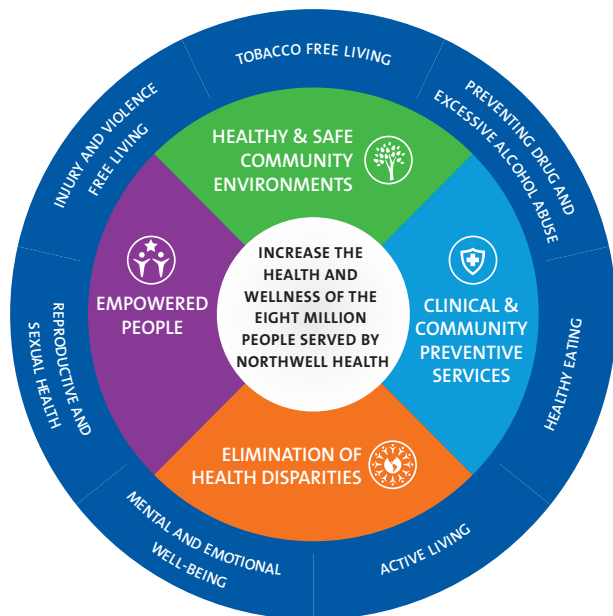 TOBACCO FREE LIVING
PREVENTING DRUG AND
EXCESSIVE ALCOHOL ABUSE
HEALTHY EATING
ACTIVE LIVING
MENTAL AND EMOTIONAL
WELL-BEING
REPRODUCTIVE AND
SEXUAL HEALTH
INJURY AND VIOLENCE
FREE LIVING
HEALTHY & SAFE
COMMUNITY
ENVIRONMENTS
CLINICAL &
COMMUNITY
PREVENTIVE
SERVICES
ELIMINATION OF
HEALTH DISPARITIES
EMPOWERED
PEOPLE
INCREASE THE
HEALTH AND
WELLNESS OF THE
EIGHT MILLION
PEOPLE SERVED BY
NORTHWELL HEALTH